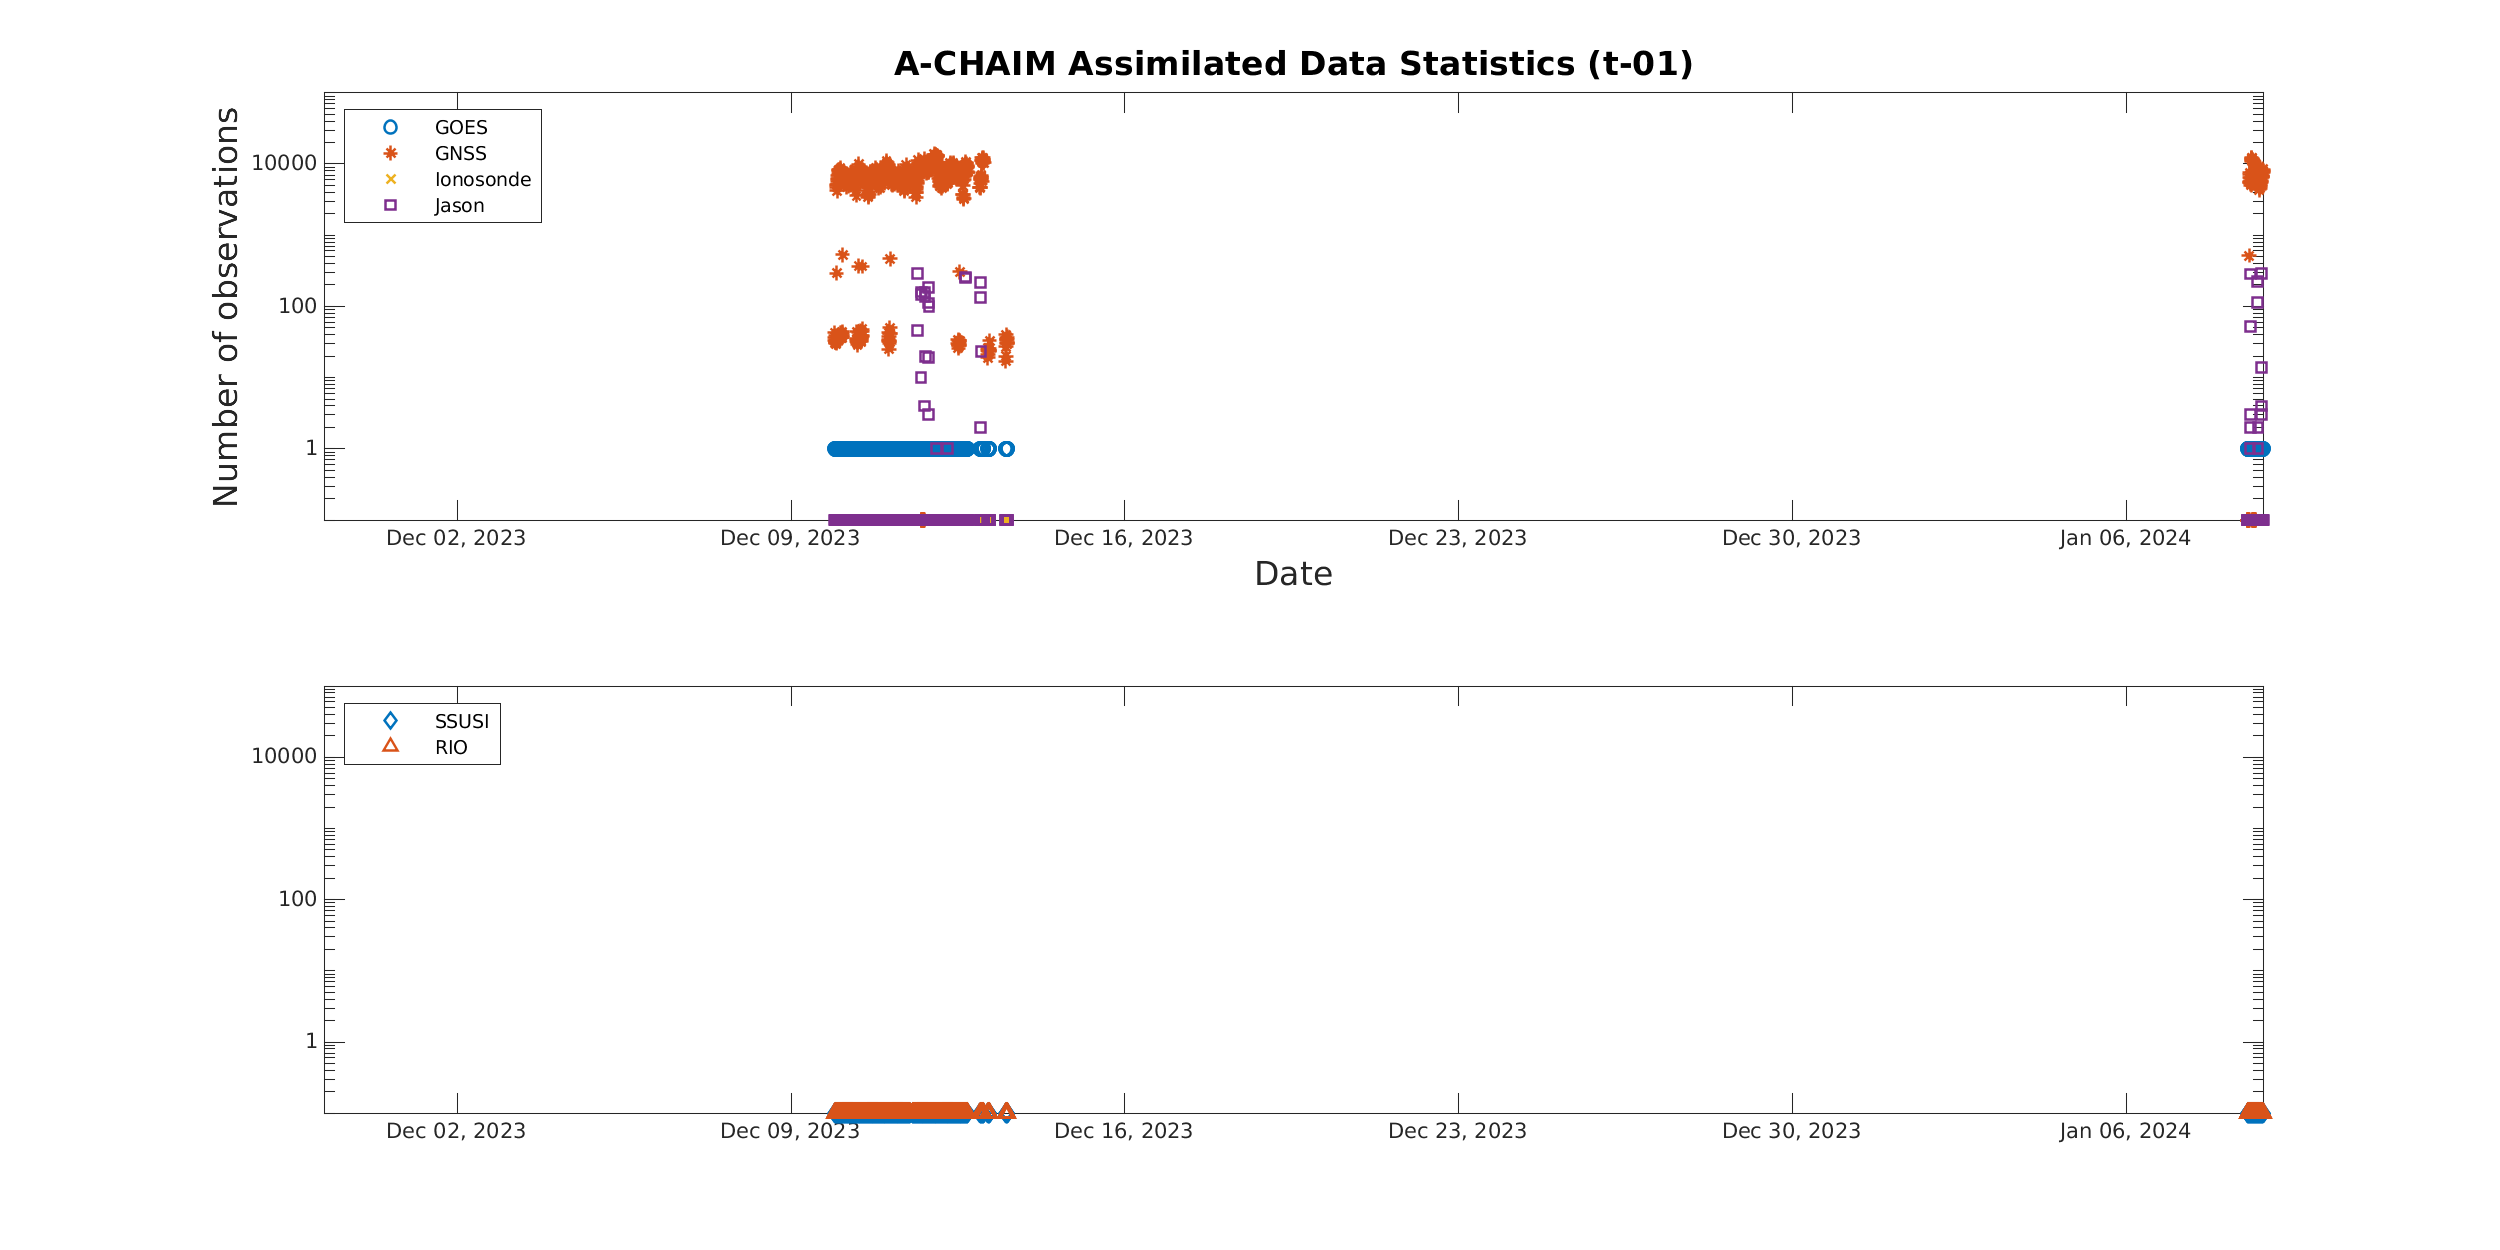 A-CHAIM Assimilated Data Statistics (t-01)
Number of observations
GOES
GNSS
Ionosonde
Jason
10000
100
1
Dec 02, 2023
Dec 09, 2023
Dec 16, 2023
Dec 23, 2023
Dec 30, 2023
Jan 06, 2024
Date
SSUSI
RIO
10000
100
1
Dec 02, 2023
Dec 09, 2023
Dec 16, 2023
Dec 23, 2023
Dec 30, 2023
Jan 06, 2024